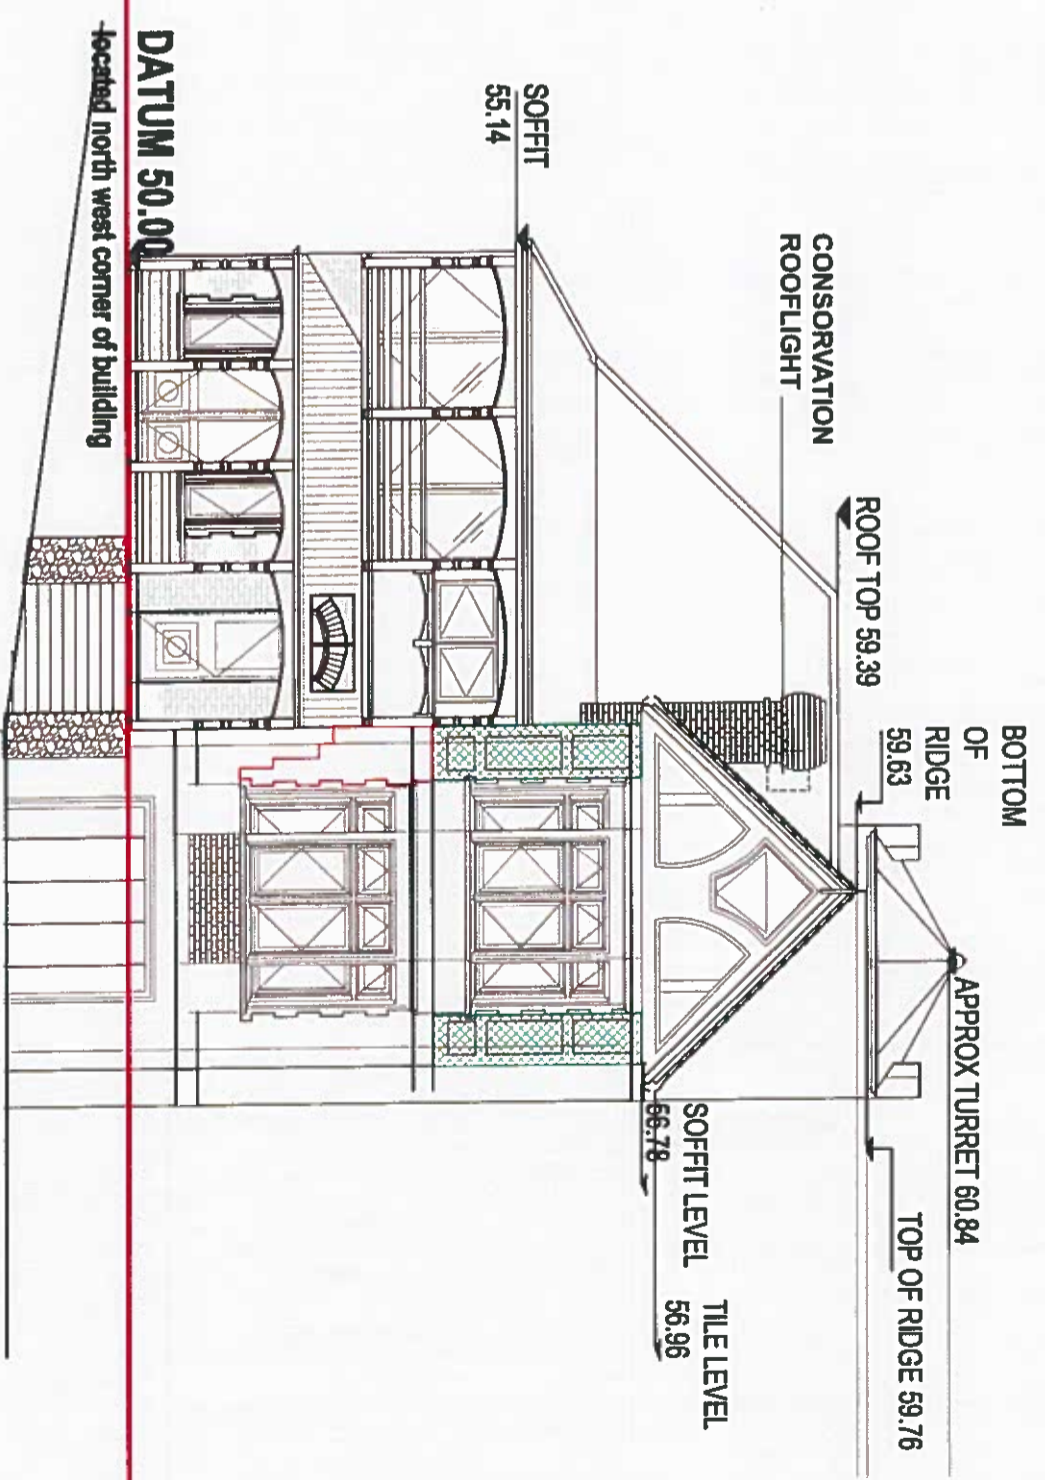 BOTTOM
OF
RIDGE
59.63
APPROX TURRET 60.84
TOP OF RIDGE 59.76
ROOF TOP 59.39
CONSORVATION
ROOFLIGHT
SOFFIT
55.14
SOFFIT LEVEL
56.78
TILE LEVEL
56.96
DATUM 50.00
located north west corner of building